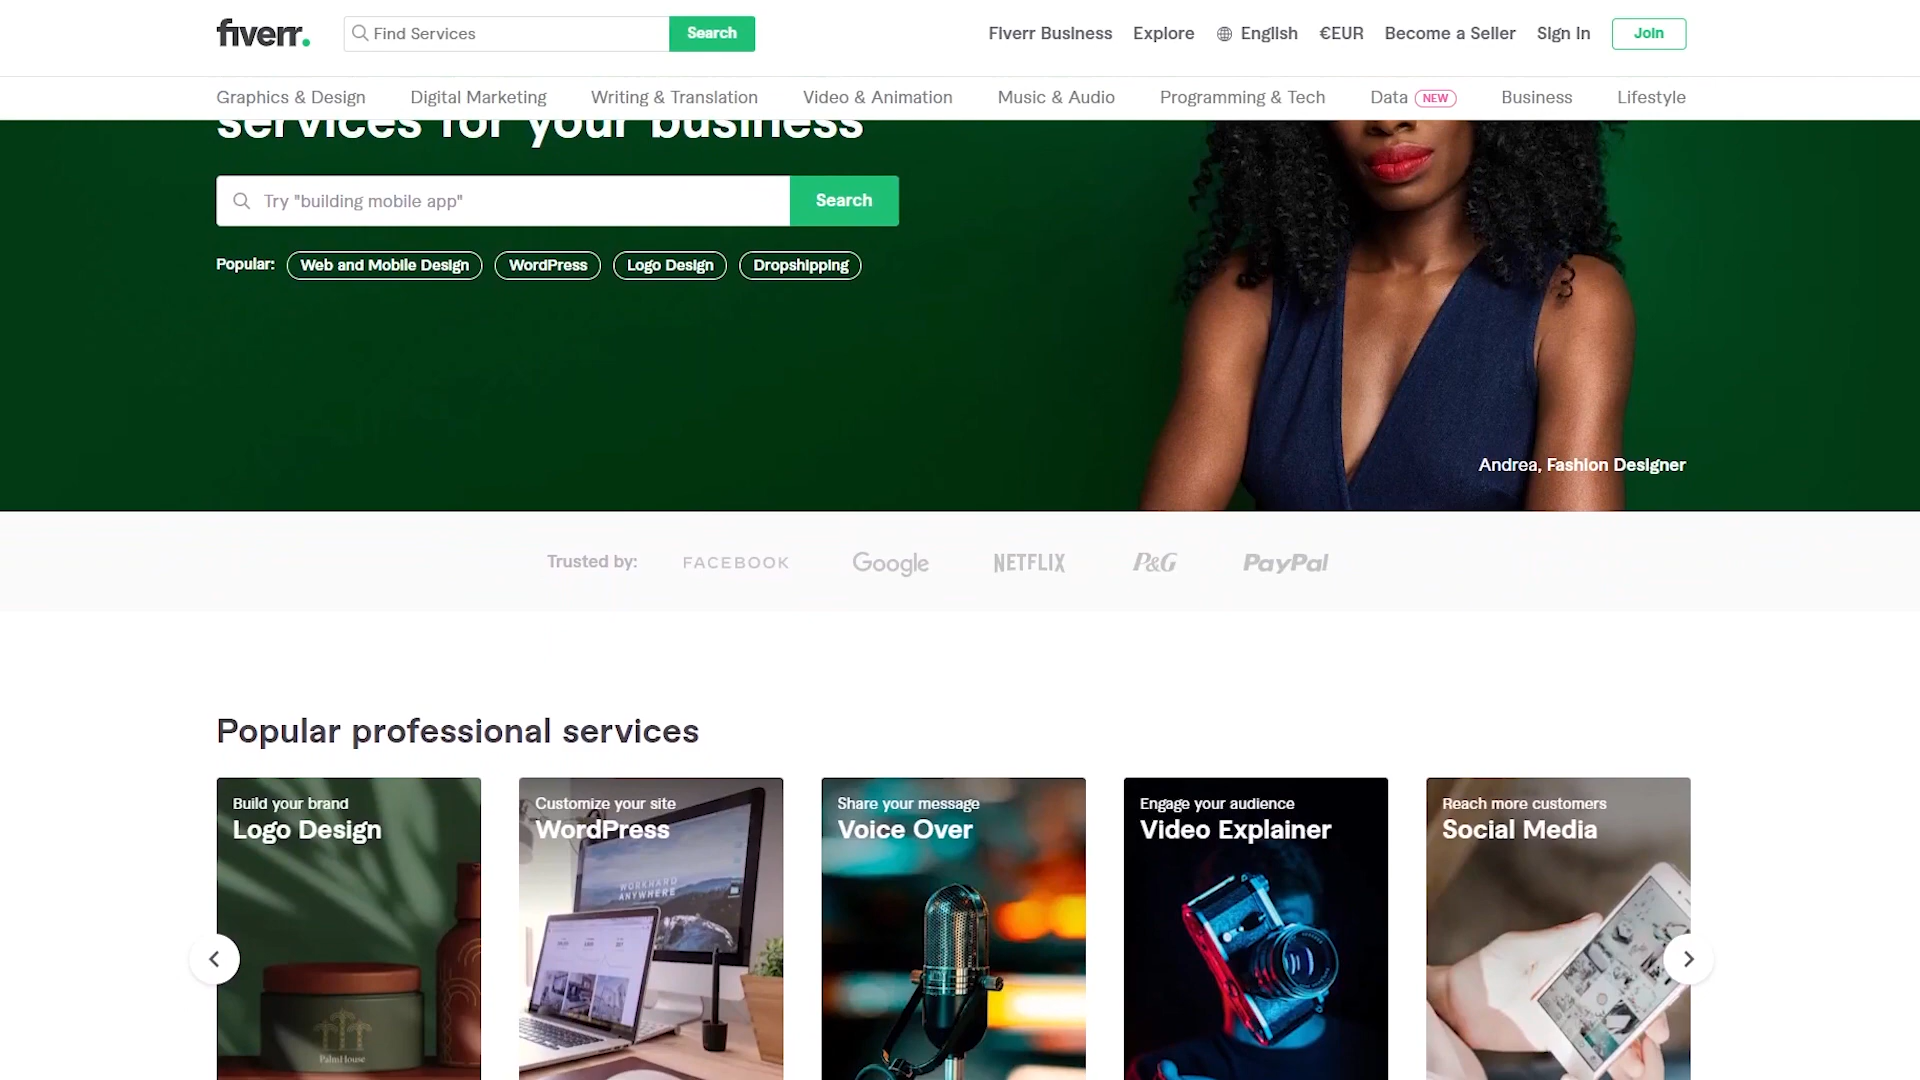 fiverr.
Find Services
Search
Fiverr Business
Explore
English
€EUR
Become a Seller
Sign In
Join
Graphics & Design
Digital Marketing
Writing & Translation
Video & Animation
Music & Audio
Programming & Tech
Data NEW
Business
Lifestyle
services for your business
Try "building mobile app"
Search
Popular:
Web and Mobile Design
WordPress
Logo Design
Dropshipping
Andrea, Fashion Designer
Trusted by:
FACEBOOK
Google
NETFLIX
P&G
PayPal
Popular professional services
Build your brand
Logo Design
Customize your site
WordPress
Share your message
Voice Over
Engage your audience
Video Explainer
Reach more customers
Social Media
WORKHARD
ANYWHERE
PalmHouse